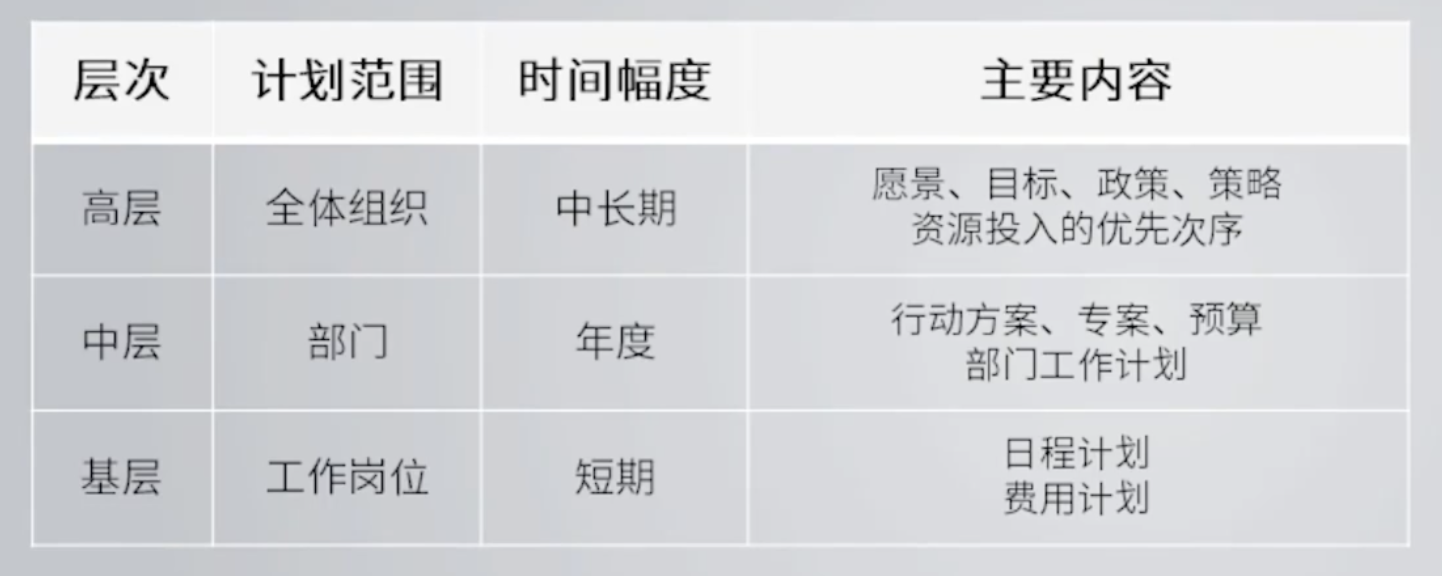 层次 计划范围 时间幅度 主要内容
高层 全体组织 中长期 愿景、目标、政策、策略
资源投入的优先次序
中层 部门 年度 行动方案、专案、预算
部门工作计划
基层 工作岗位 短期 日程计划
费用计划